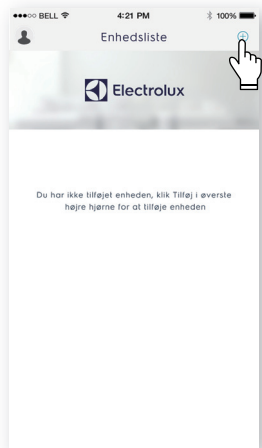 BELL 4:21 PM 100%
Enhedsliste
Electrolux
Du har ikke tilføjet enheden, klik Tilføj i øverste
højre hjørne for at tilføje enheden